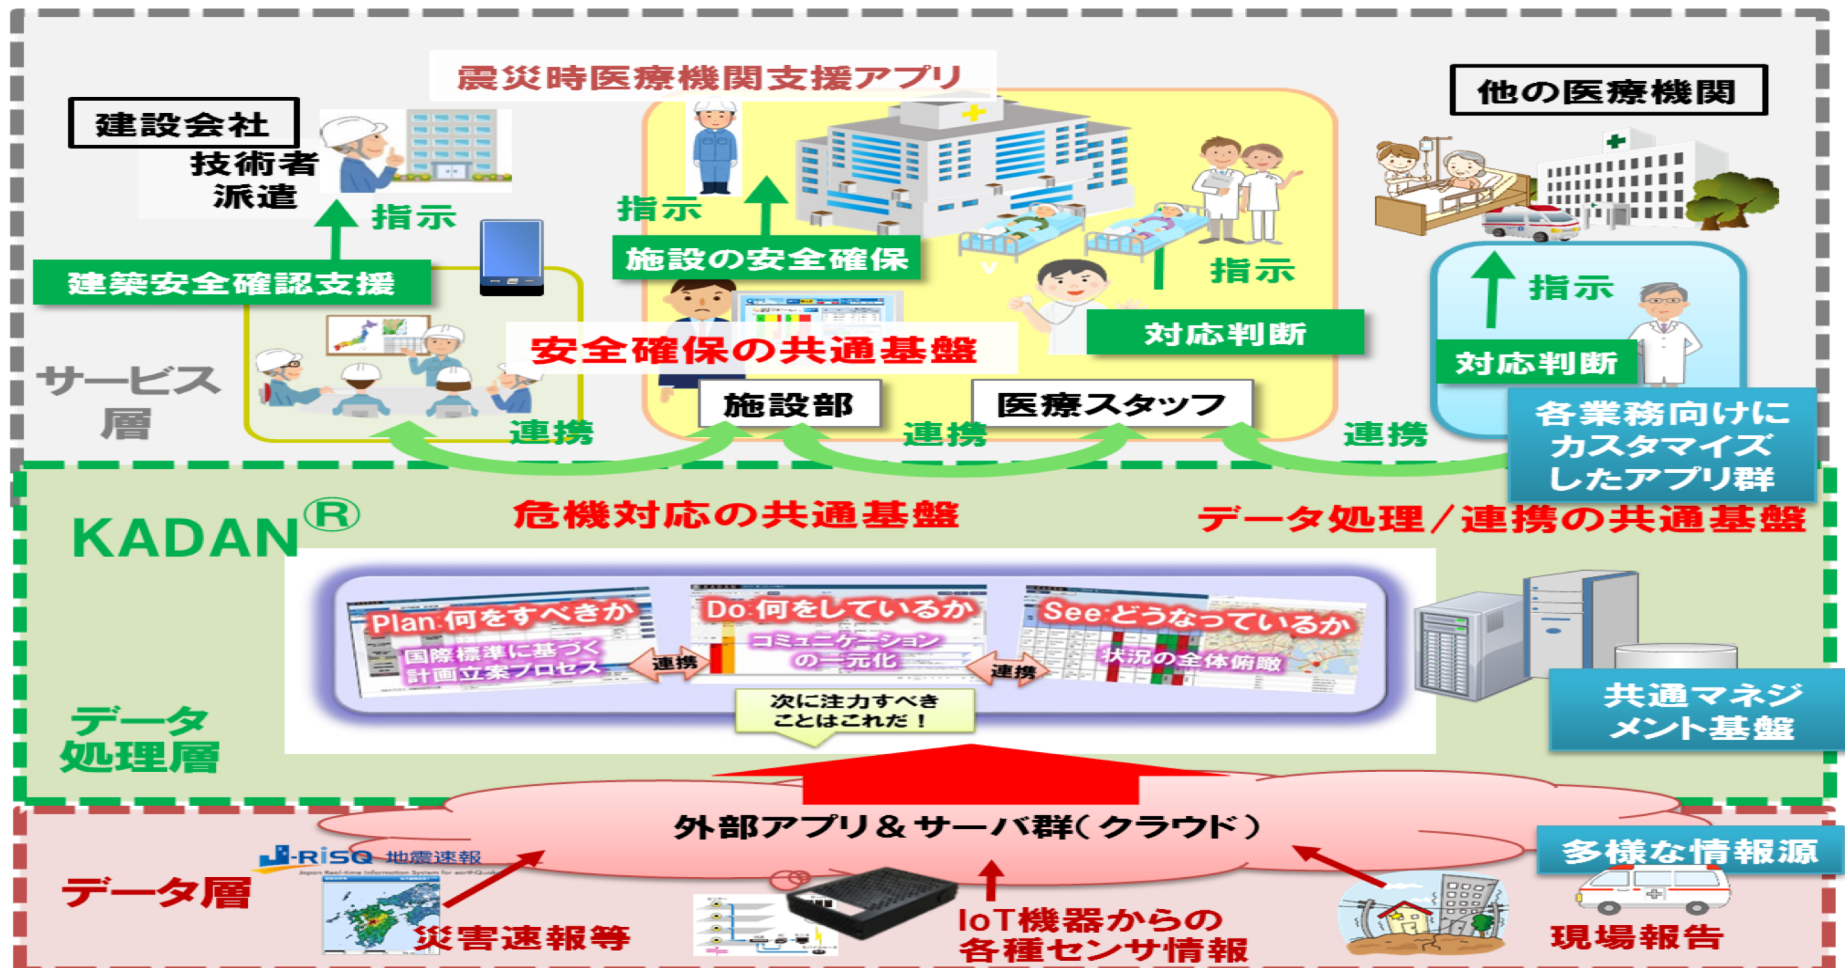 震災時医療機関支援アプリ
建設会社
技術者
派遣
指示
建築安全確認支援
指示
施設の安全確保
指示
対応判断
他の医療機関
指示
対応判断
安全確保の共通基盤
施設部
医療スタッフ
サービス
層
連携
連携
連携
各業務向けに
カスタマイズ
したアプリ群
KADAN®
危機対応の共通基盤
データ処理/連携の共通基盤
Plan:何をすべきか
国際標準に基づく
計画立案プロセス
連携
Do:何をしているか
コミュニケーション
の一元化
連携
See:どうなっているか
状況の全体俯瞰
次に注力すべき
ことはこれだ!
共通マネジ
メント基盤
データ
処理層
外部アプリ&サーバ群(クラウド)
多様な情報源
データ層
J-RISQ 地震速報
Japan Real-time Information System for earthQuake
災害速報等
IoT機器からの
各種センサ情報
現場報告